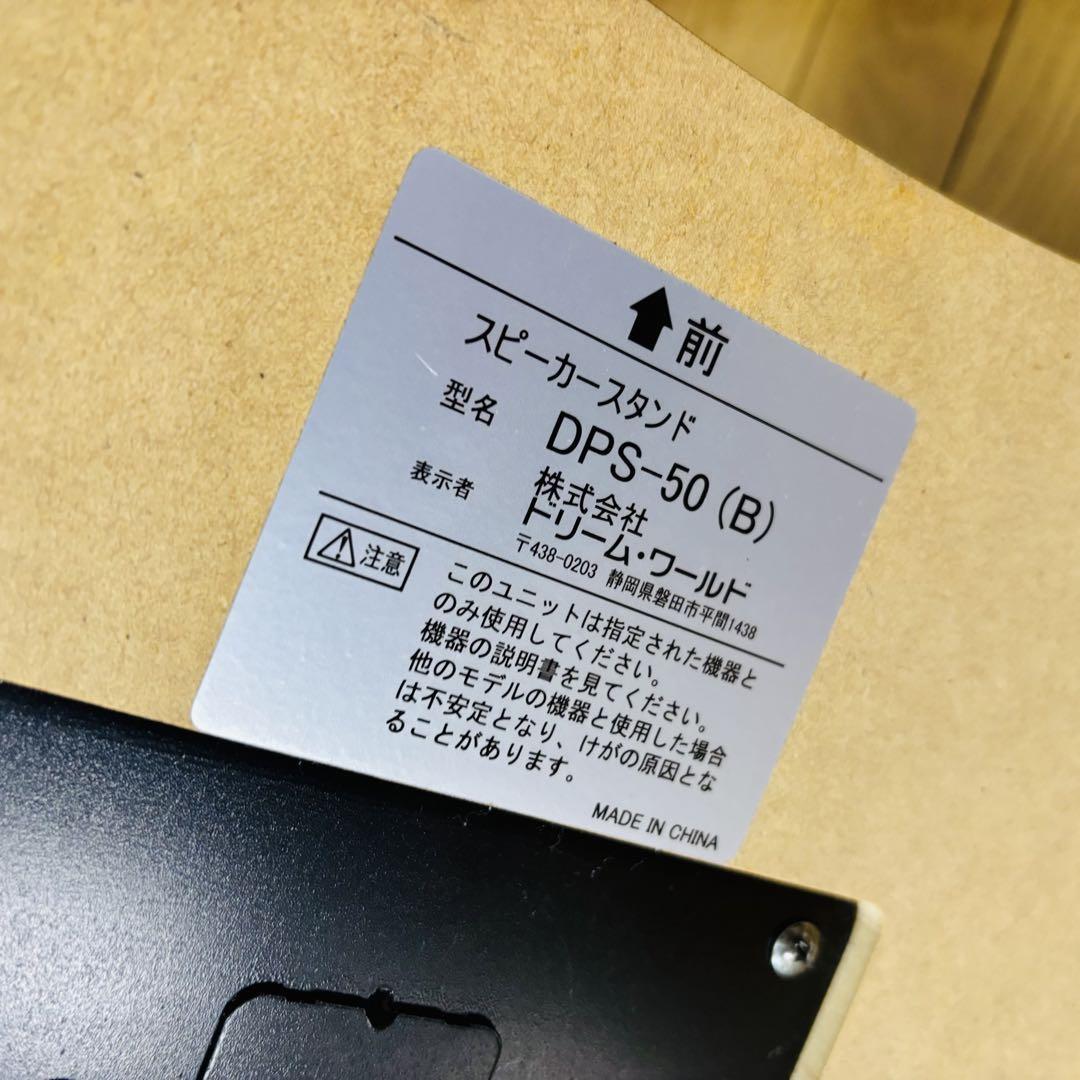 前
スピーカースタンド
型名 DPS-50 (B)
表示者 株式会社
ドリーム・ワールド
〒438-0203 静岡県磐田市平間1438
注意
このユニットは指定された機器と
のみ使用してください。
機器の説明書を見てください。
他のモデルの機器と使用した場合
は不安定となり、けがの原因とな
ることがあります。
MADE IN CHINA